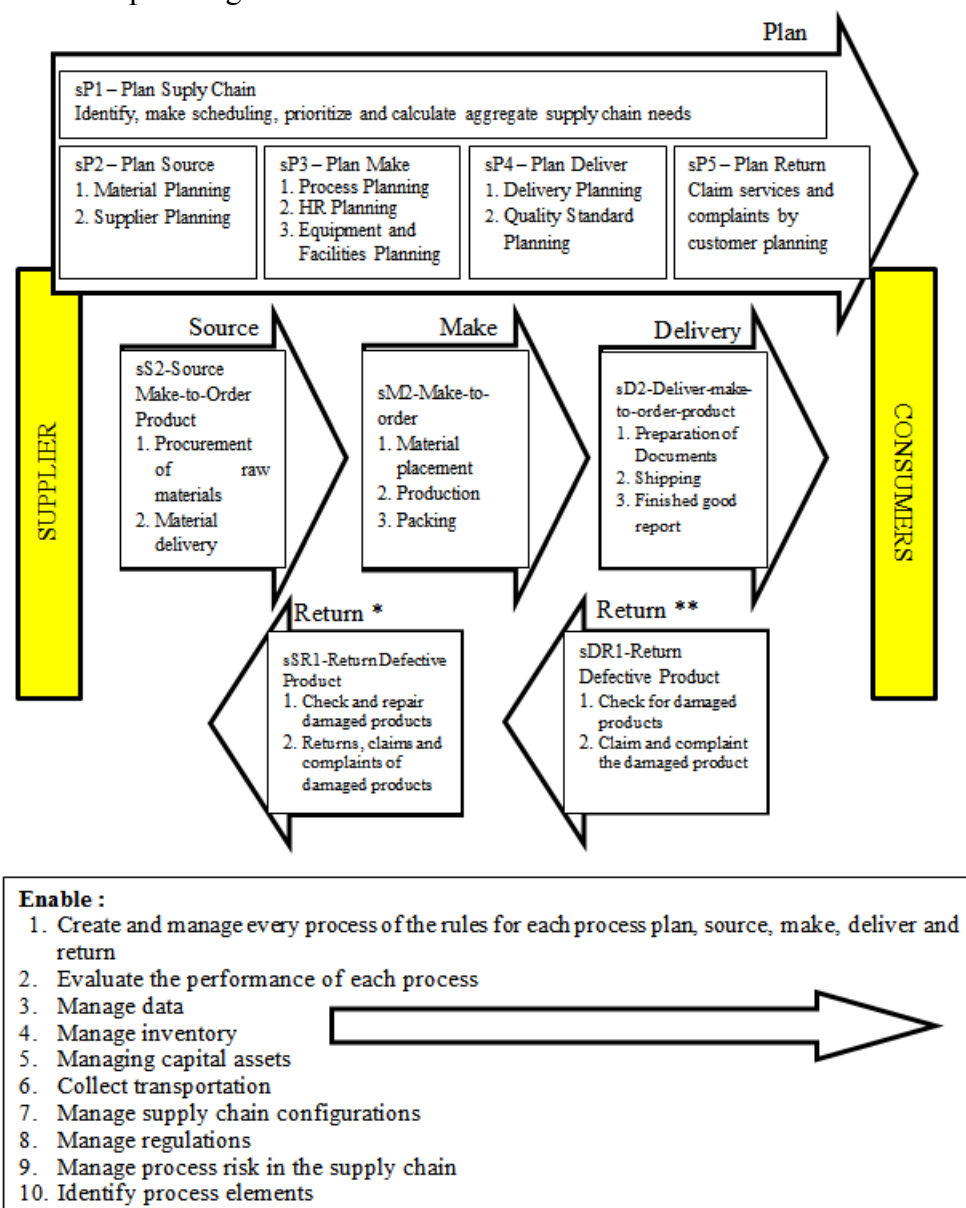 Plan
sP1 – Plan Suply Chain
Identify, make scheduling, prioritize and calculate aggregate supply chain needs
sP2 – Plan Source
1. Material Planning
2. Supplier Planning
sP3 – Plan Make
1. Process Planning
2. HR Planning
3. Equipment and
Facilities Planning
sP4 – Plan Deliver
1. Delivery Planning
2. Quality Standard
Planning
sP5 – Plan Return
Claim services and
complaints by
customer planning
SUPPLIER
Source
sS2-Source
Make-to-Order
Product
1. Procurement
of raw
materials
2. Material
delivery
Make
sM2-Make-to-
order
1. Material
placement
2. Production
3. Packing
Delivery
sD2-Deliver-make-
to-order-product
1. Preparation of
Documents
2. Shipping
3. Finished good
report
CONSUMERS
Return *
sSR1-Return Defective
Product
1. Check and repair
damaged products
2. Returns, claims and
complaints of
damaged products
Return **
sDR1-Return
Defective Product
1. Check for damaged
products
2. Claim and complaint
the damaged product
Enable :
1. Create and manage every process of the rules for each process plan, source, make, deliver and
return
2. Evaluate the performance of each process
3. Manage data
4. Manage inventory
5. Managing capital assets
6. Collect transportation
7. Manage supply chain configurations
8. Manage regulations
9. Manage process risk in the supply chain
10. Identify process elements